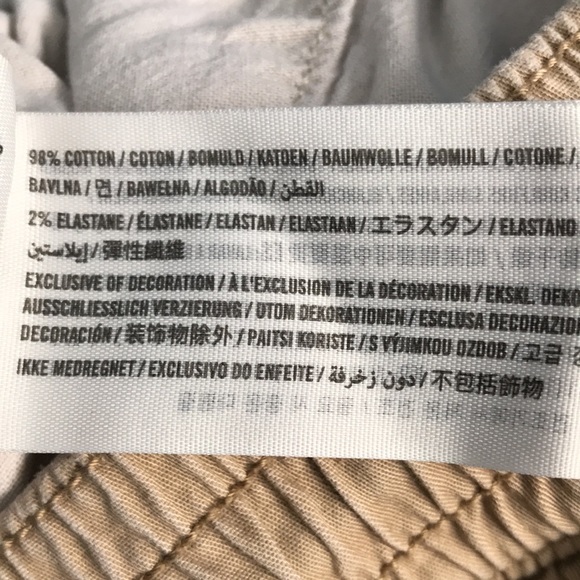 98% COTTON / COTON / BOMULD / KATOEN / BAUMWOLLE / BOMULL / COTONE /
BAVLNA / 면 / BAWEŁNA / ALGODÃO / القطن
2% ELASTANE / ÉLASTANE / ELASTAN / ELASTAAN / エラスタン / ELASTANO
إيلاستين / 彈性纖維
EXCLUSIVE OF DECORATION / À L'EXCLUSION DE LA DÉCORATION / EKSKL. DEKO
AUSSCHLIESSLICH VERZIERUNG / UTOM DEKORATIONEN / ESCLUSA DECORAZIO
DECORACIÓN / 装饰物除外 / PAITSI KORISTE / S VÝJIMKOU OZDOB / 고급
IKKE MEDREGNET / EXCLUSIVO DO ENFEITE / دون زخرفة / 不包括飾物